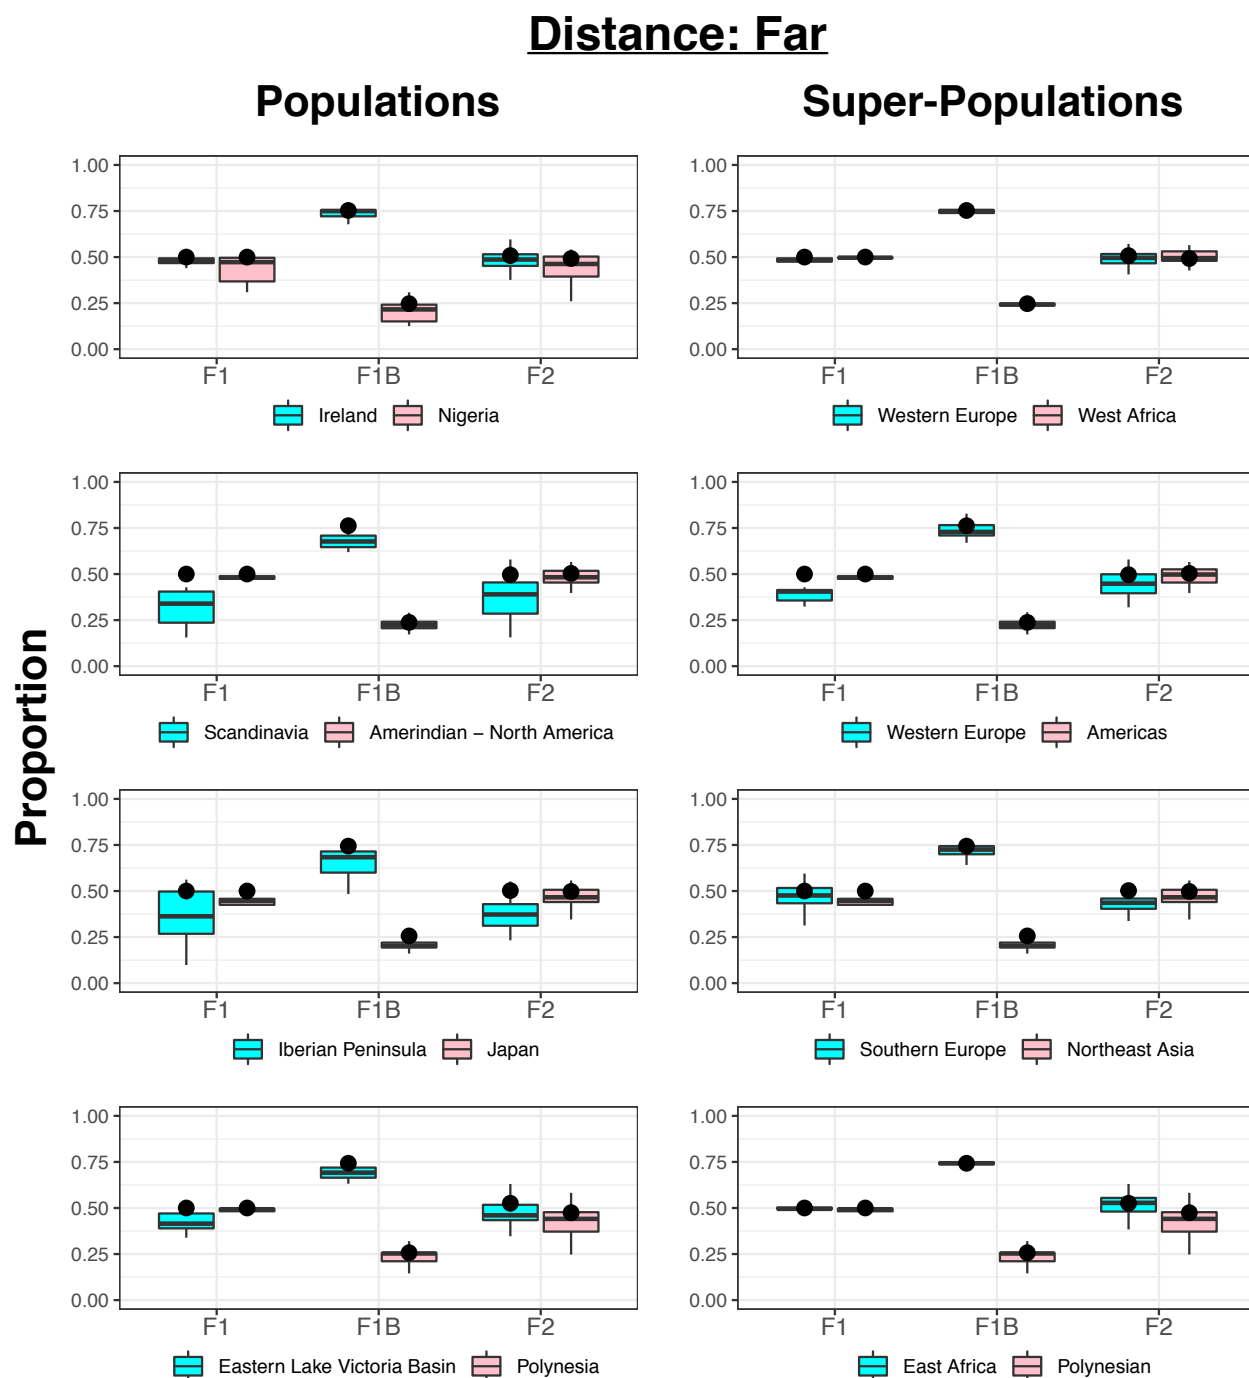 Distance: Far
Populations
Super-Populations
Proportion
1.00
0.75
0.50
0.25
0.00
F1 F1B F2
Ireland Nigeria
1.00
0.75
0.50
0.25
0.00
F1 F1B F2
Western Europe West Africa
1.00
0.75
0.50
0.25
0.00
F1 F1B F2
Scandinavia Amerindian − North America
1.00
0.75
0.50
0.25
0.00
F1 F1B F2
Western Europe Americas
1.00
0.75
0.50
0.25
0.00
F1 F1B F2
Iberian Peninsula Japan
1.00
0.75
0.50
0.25
0.00
F1 F1B F2
Southern Europe Northeast Asia
1.00
0.75
0.50
0.25
0.00
F1 F1B F2
Eastern Lake Victoria Basin Polynesia
1.00
0.75
0.50
0.25
0.00
F1 F1B F2
East Africa Polynesian